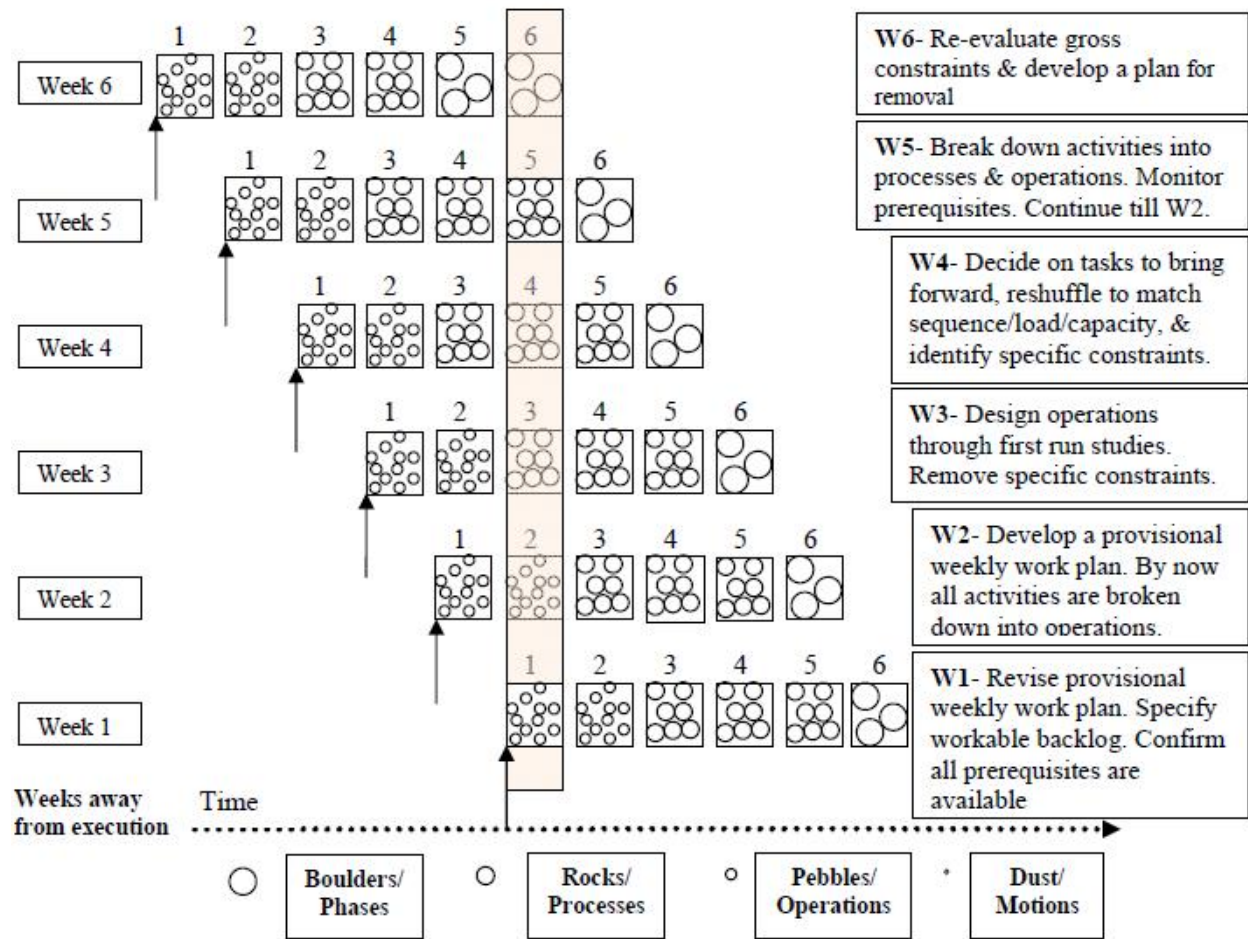 1 2 3 4 5 6
Week 6
W6- Re-evaluate gross
constraints & develop a plan for
removal
1 2 3 4 5 6
Week 5
W5- Break down activities into
processes & operations. Monitor
prerequisites. Continue till W2.
1 2 3 4 5 6
Week 4
W4- Decide on tasks to bring
forward, reshuffle to match
sequence/load/capacity, &
identify specific constraints.
1 2 3 4 5 6
Week 3
W3- Design operations
through first run studies.
Remove specific constraints.
1 2 3 4 5 6
Week 2
W2- Develop a provisional
weekly work plan. By now
all activities are broken
down into operations.
1 2 3 4 5 6
Week 1
W1- Revise provisional
weekly work plan. Specify
workable backlog. Confirm
all prerequisites are
available
Weeks away
from execution
Time
Boulders/
Phases
Rocks/
Processes
Pebbles/
Operations
Dust/
Motions